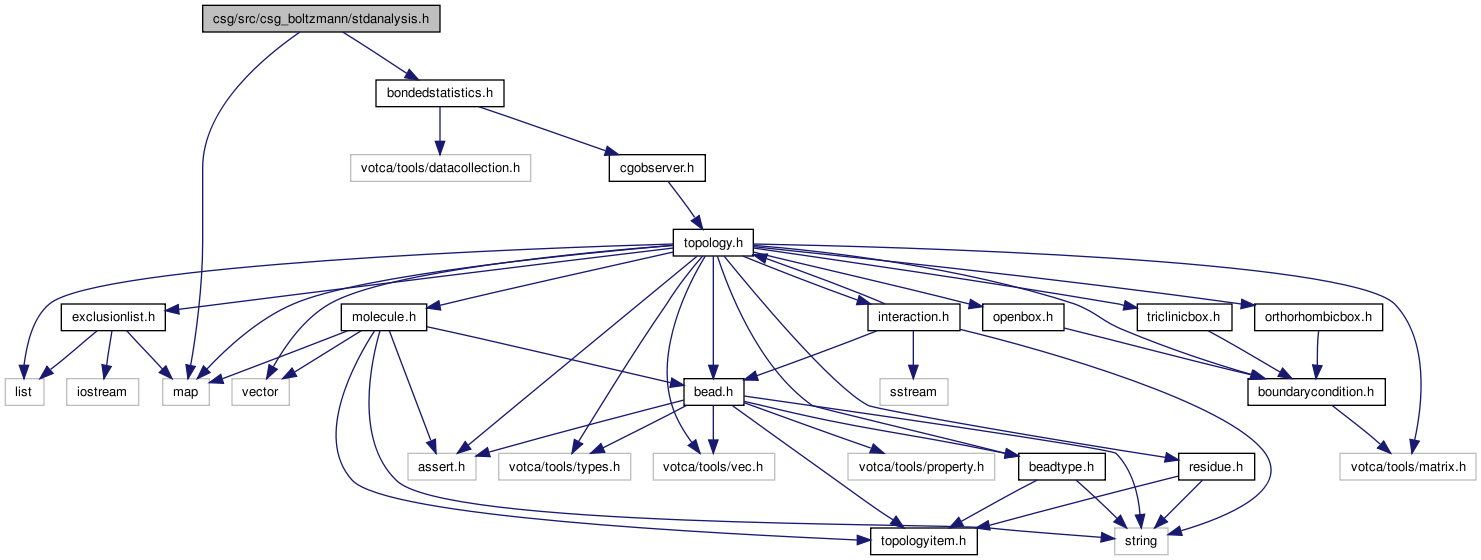 csg/src/csg_boltzmann/stdanalysis.h
bondedstatistics.h
votca/tools/datacollection.h
cgobserver.h
topology.h
exclusionlist.h
molecule.h
interaction.h
openbox.h
triclinicbox.h
orthorhombicbox.h
list
iostream
map
vector
bead.h
sstream
boundarycondition.h
assert.h
votca/tools/types.h
votca/tools/vec.h
votca/tools/property.h
beadtype.h
residue.h
votca/tools/matrix.h
topologyitem.h
string